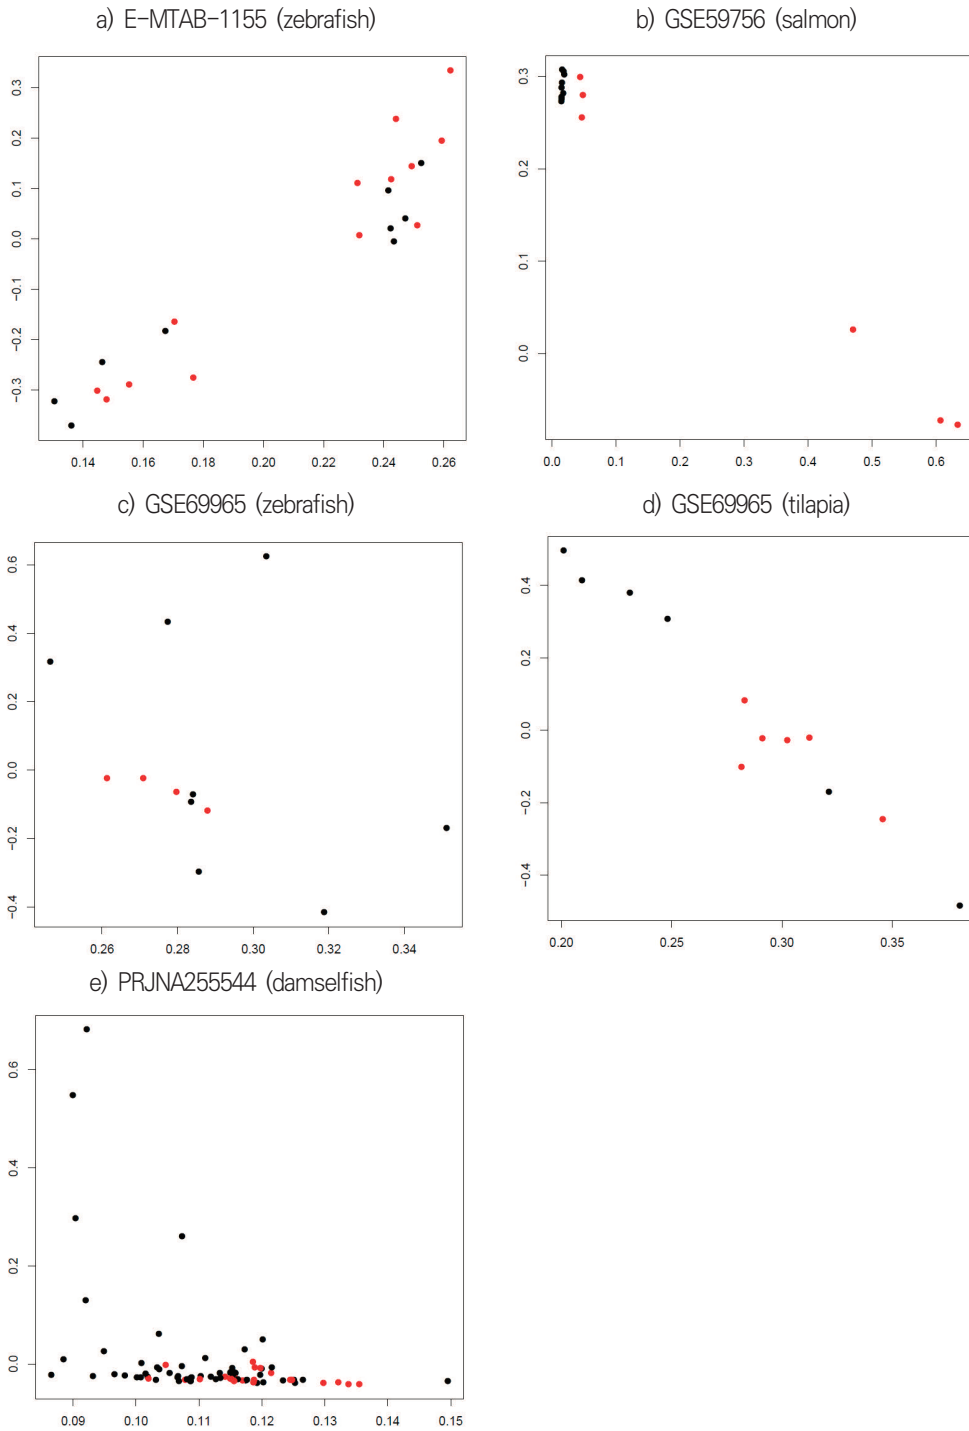 a) E-MTAB-1155 (zebrafish)
0.3
0.2
0.1
0.0
-0.1
-0.2
-0.3
0.14 0.16 0.18 0.20 0.22 0.24 0.26
b) GSE59756 (salmon)
0.3
0.2
0.1
0.0
0.0 0.1 0.2 0.3 0.4 0.5 0.6
c) GSE69965 (zebrafish)
0.6
0.4
0.2
0.0
-0.2
-0.4
0.26 0.28 0.30 0.32 0.34
d) GSE69965 (tilapia)
0.4
0.2
0.0
-0.2
-0.4
0.20 0.25 0.30 0.35
e) PRJNA255544 (damselfish)
0.6
0.4
0.2
0.0
0.09 0.10 0.11 0.12 0.13 0.14 0.15